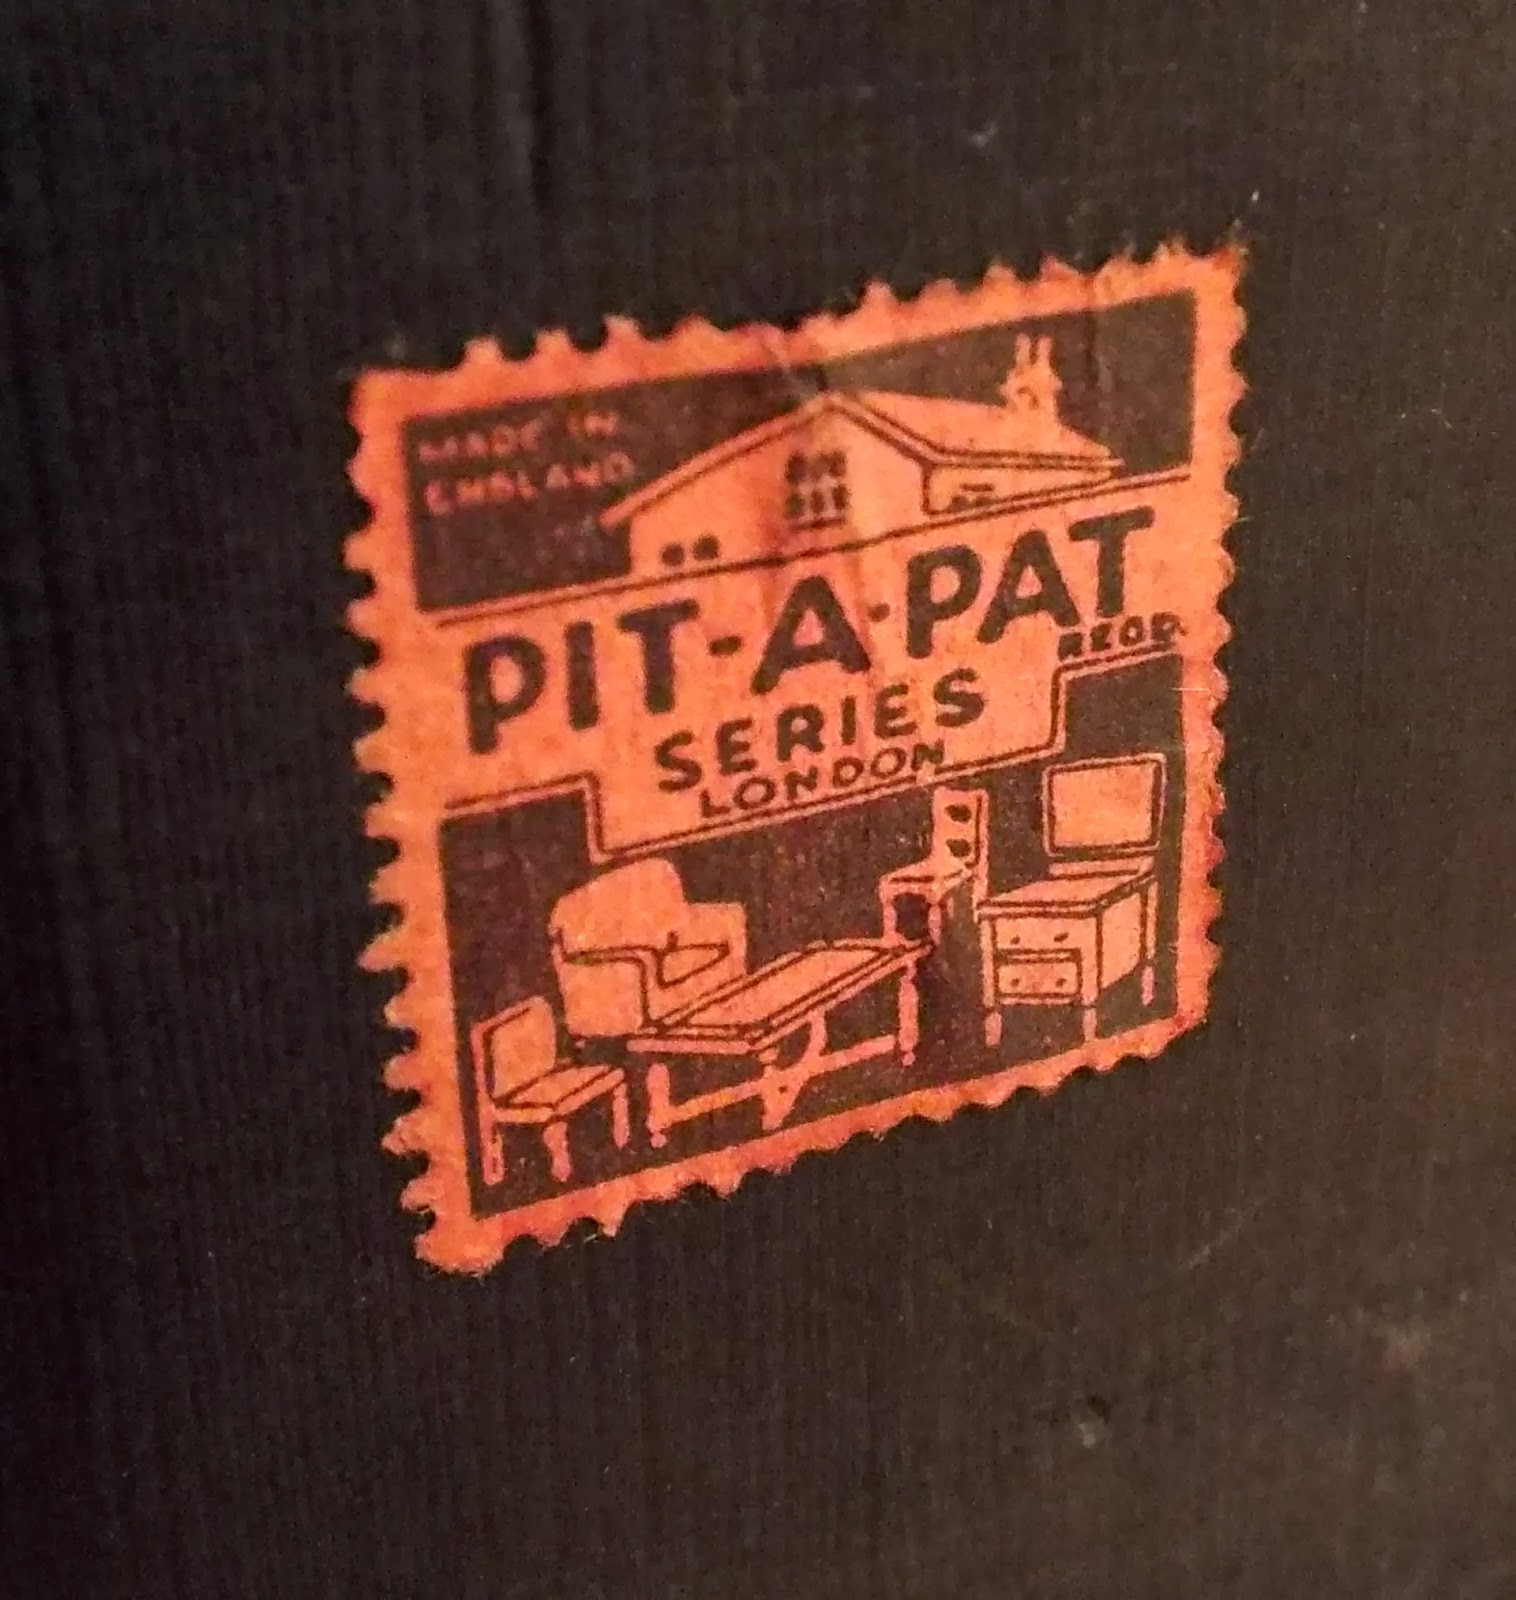 MADE IN
ENGLAND
PIT-A-PAT
REGD.
SERIES
LONDON